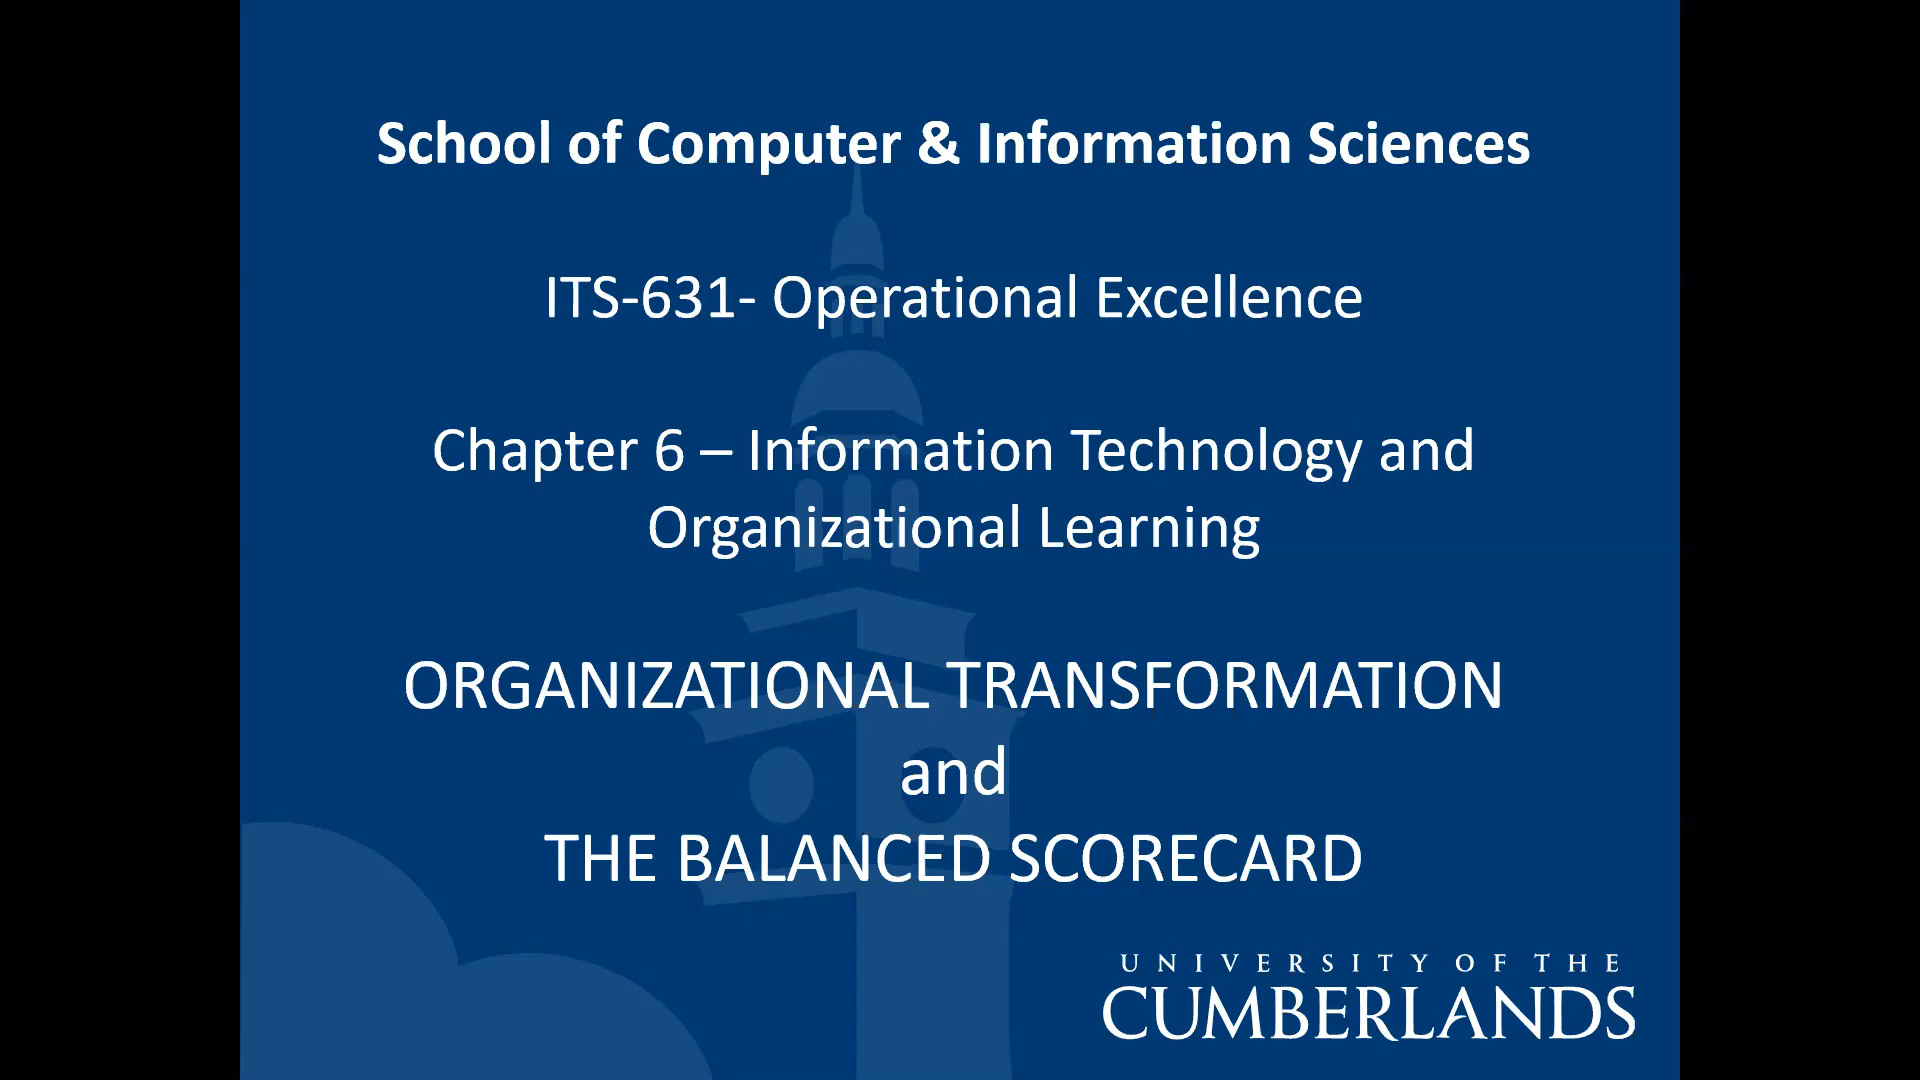 School of Computer & Information Sciences
ITS-631- Operational Excellence
Chapter 6 – Information Technology and
Organizational Learning
ORGANIZATIONAL TRANSFORMATION
and
THE BALANCED SCORECARD
UNIVERSITY OF THE
CUMBERLANDS